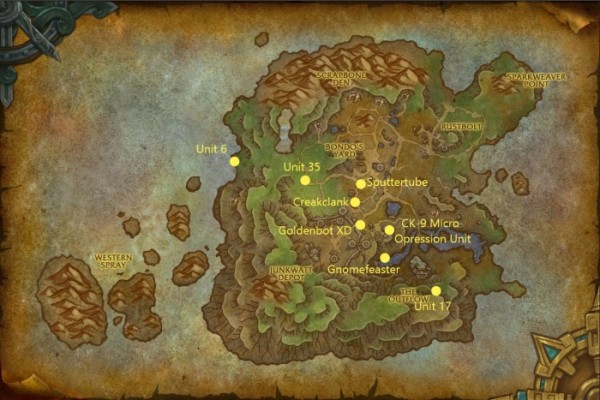 SCRAPBONE
DEN
SPARKWEAVER
POINT
RUSTBOLT
BONDO'S
YARD
Unit 6
Unit 35
Sputtertube
Creakclank
Goldenbot XD
CK-9 Micro
Opression Unit
Gnomefeaster
WESTERN
SPRAY
JUNKWATT
DEPOT
THE
OUTFLOW
Unit 17